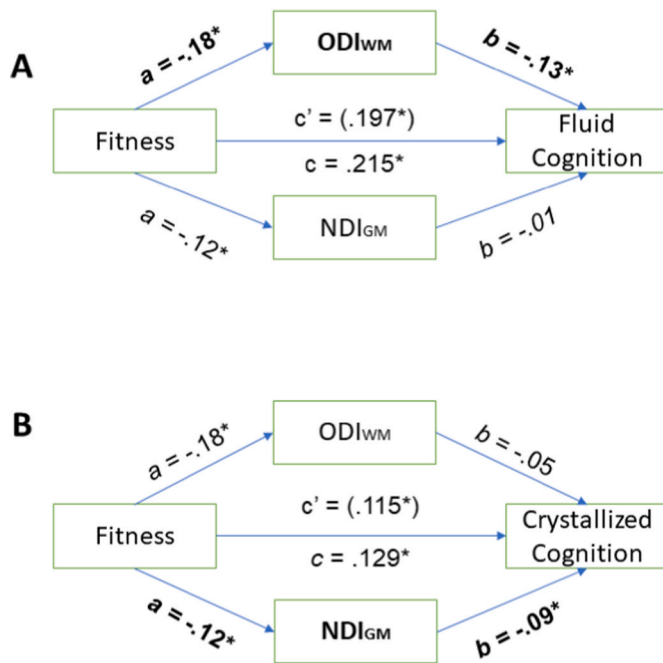 A
a = -.18*
ODIWM
b = -.13*
Fitness
c' = (.197*)
c = .215*
Fluid
Cognition
a = -.12*
NDIGM
b = -.01
B
a = -.18*
ODIWM
b = -.05
Fitness
c' = (.115*)
c = .129*
Crystallized
Cognition
a = -.12*
NDIGM
b = -.09*